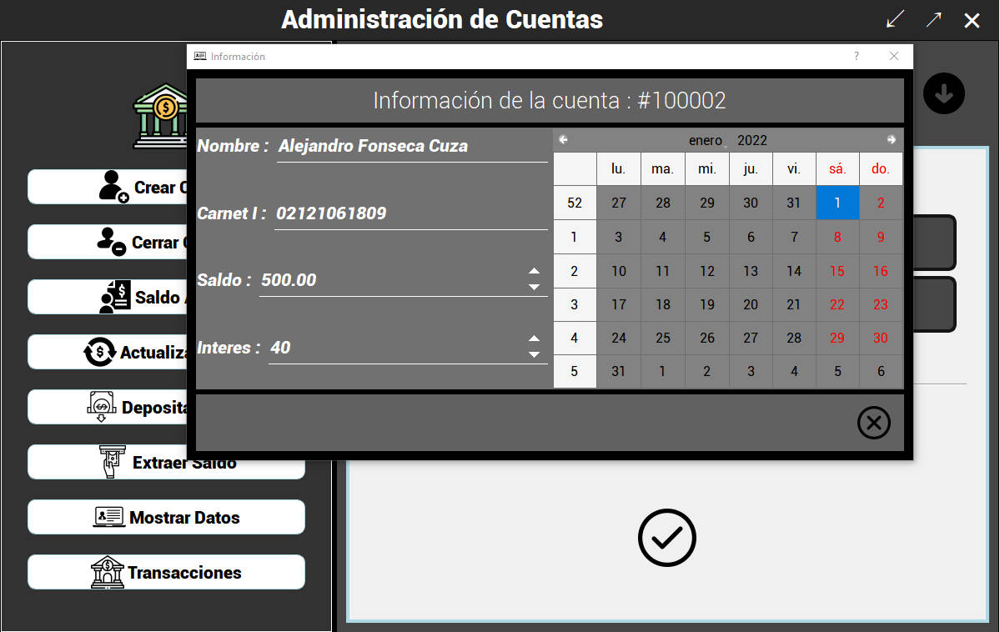 Administración de Cuentas
Información
?
Información de la cuenta : #100002
Nombre : Alejandro Fonseca Cuza
Carnet I : 02121061809
Saldo : 500.00
Interes : 40
enero 2022
lu. ma. mi. ju. vi. sá. do.
52 27 28 29 30 31 1 2
1 3 4 5 6 7 8 9
2 10 11 12 13 14 15 16
3 17 18 19 20 21 22 23
4 24 25 26 27 28 29 30
5 31 1 2 3 4 5 6
Crear
Cerrar
Saldo
Extraer Saldo
Mostrar Datos
Transacciones